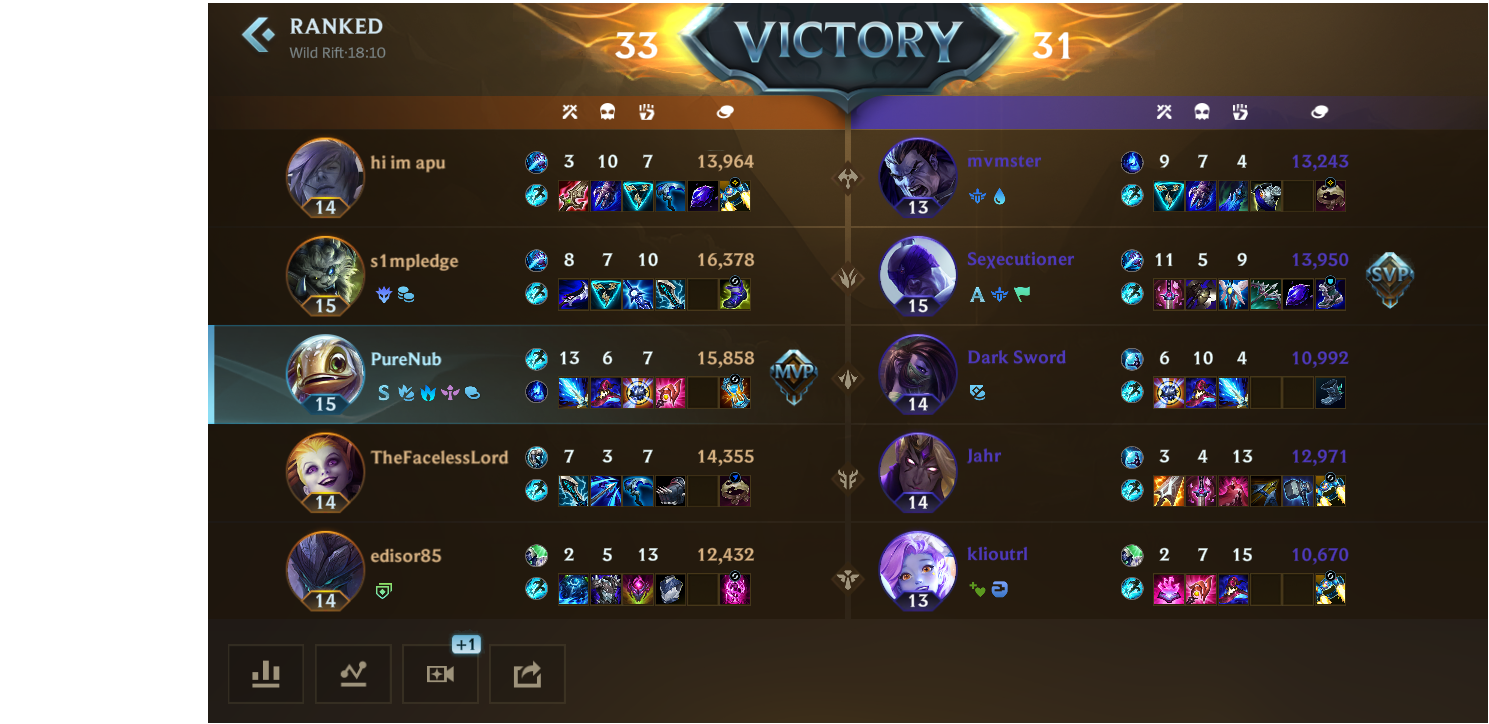 RANKED
Wild Rift·18:10
33 VICTORY 31
hi im apu 3 10 7 13,964
14
mvmster 9 7 4 13,243
13
s1mpledge 8 7 10 16,378
15
Sexecutioner 11 5 9 13,950
A
15
SVP
PureNub 13 6 7 15,858
S
15
MVP
Dark Sword 6 10 4 10,992
14
TheFacelessLord 7 3 7 14,355
14
Jahr 3 4 13 12,971
14
edisor85 2 5 13 12,432
14
klioutrl 2 7 15 10,670
13
+1